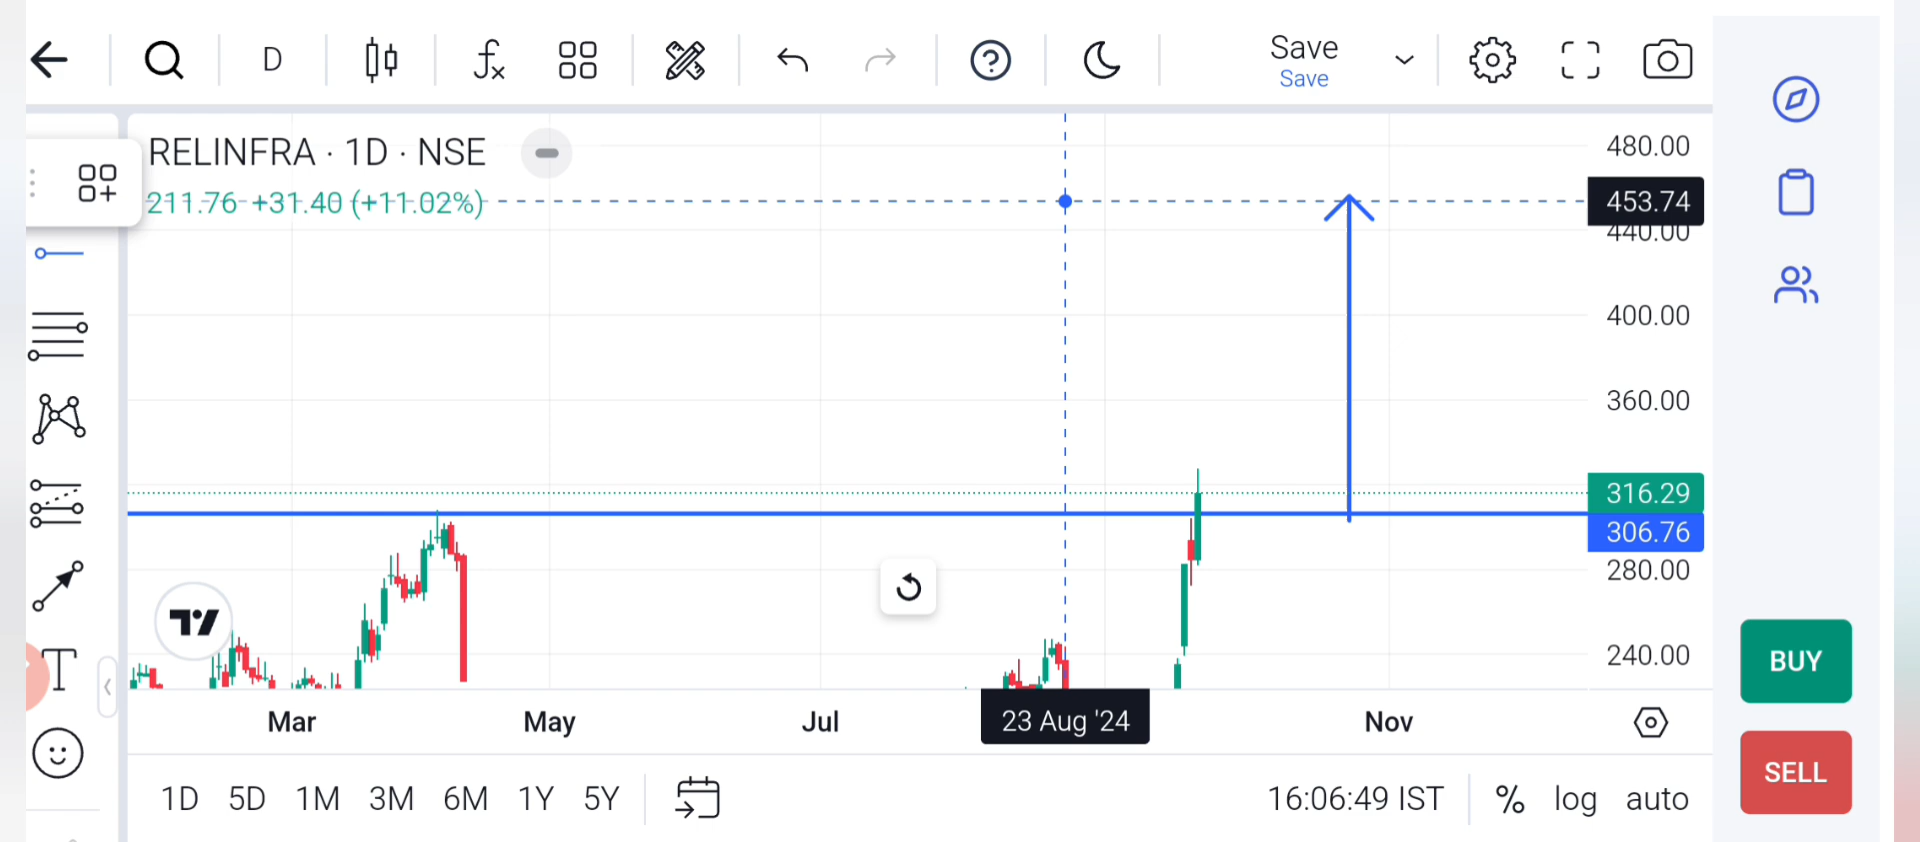 D
Save
Save
RELINFRA · 1D · NSE
211.76 +31.40 (+11.02%)
480.00
453.74
440.00
400.00
360.00
316.29
306.76
280.00
240.00
BUY
SELL
T
Mar
May
Jul
23 Aug '24
Nov
1D 5D 1M 3M 6M 1Y 5Y
16:06:49 IST
% log auto